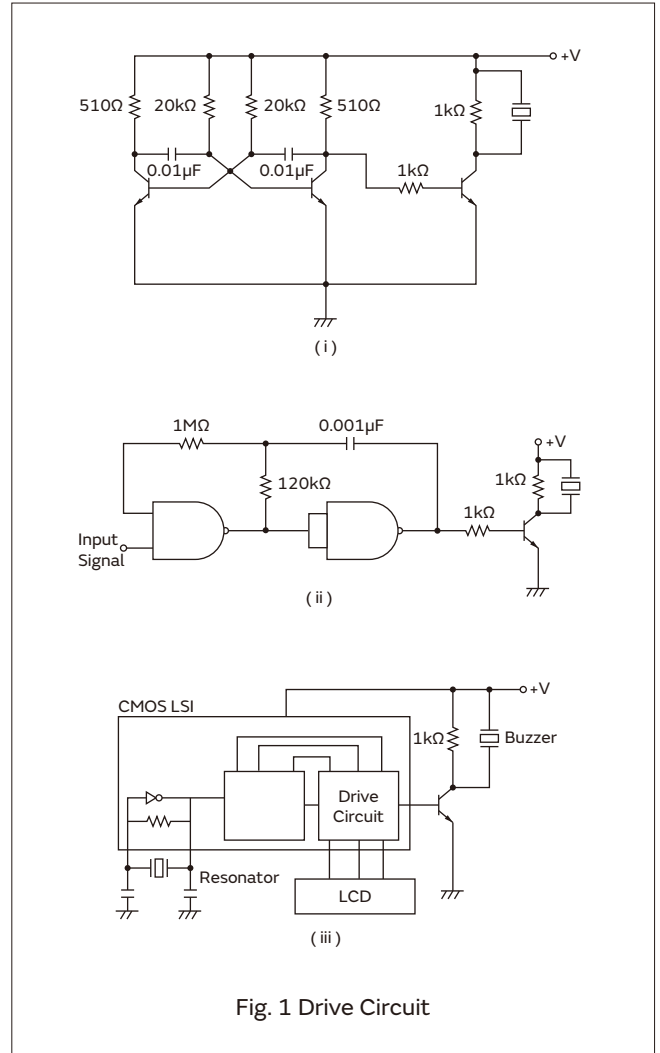 +V
510Ω 20kΩ 20kΩ 510Ω 1kΩ
0.01µF 0.01µF 1kΩ
( i )
1MΩ 0.001µF
+V
120kΩ 1kΩ 1kΩ
Input
Signal
( ii )
+V
CMOS LSI
1kΩ Buzzer
Drive
Circuit
Resonator
LCD
( iii )
Fig. 1 Drive Circuit